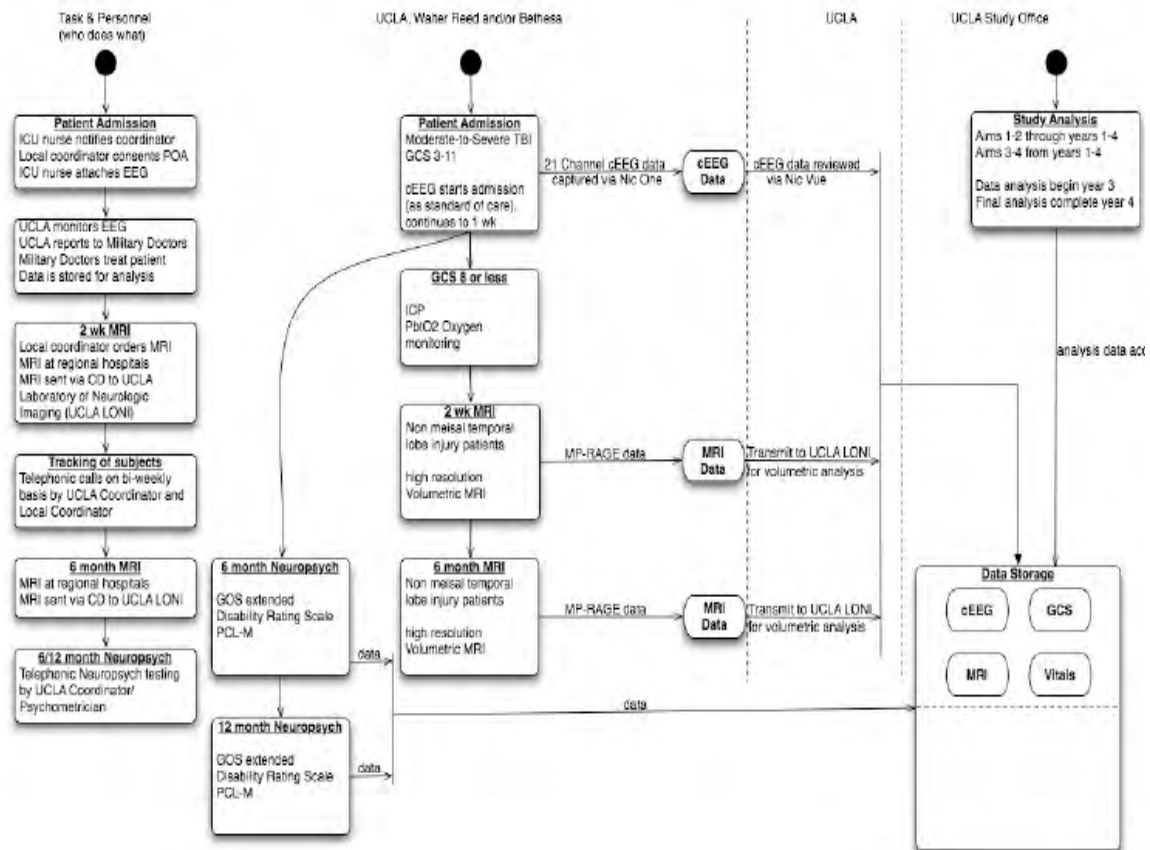 Task & Personnel
(who does what)
Patient Admission
ICU nurse notifies coordinator
Local coordinator consents POA
ICU nurse attaches EEG
UCLA monitors EEG
UCLA reports to Military Doctors
Military Doctors treat patient
Data is stored for analysis
2 wk MRI
Local coordinator orders MRI
MRI at regional hospitals
MRI sent via CD to UCLA
Laboratory of Neurologic
Imaging (UCLA LONI)
Tracking of subjects
Telephonic calls on bi-weekly
basis by UCLA Coordinator and
Local Coordinator
6 month MRI
MRI at regional hospitals
MRI sent via CD to UCLA LONI
6/12 month Neuropsych
Telephonic Neuropsych testing
by UCLA Coordinator/
Psychometrician
UCLA, Walter Reed and/or Bethesa
Patient Admission
Moderate-to-Severe TBI
GCS 3-11
cEEG starts admission
(as standard of care),
continues to 1 wk
GCS 8 or less
ICP
PbtO2 Oxygen
monitoring
2 wk MRI
Non meisal temporal
lobe injury patients
high resolution
Volumetric MRI
6 month MRI
Non meisal temporal
lobe injury patients
high resolution
Volumetric MRI
6 month Neuropsych
GOS extended
Disability Rating Scale
PCL-M
data
12 month Neuropsych
GOS extended
Disability Rating Scale
PCL-M
data
21 Channel cEEG data
captured via Nic One
cEEG
Data
MP-RAGE data
MRI
Data
MP-RAGE data
MRI
Data
data
UCLA
cEEG data reviewed
via Nic Vue
Transmit to UCLA LONI
for volumetric analysis
Transmit to UCLA LONI
for volumetric analysis
UCLA Study Office
Study Analysis
Aims 1-2 through years 1-4
Aims 3-4 from years 1-4
Data analysis begin year 3
Final analysis complete year 4
analysis data acc
Data Storage
cEEG
GCS
MRI
Vitals